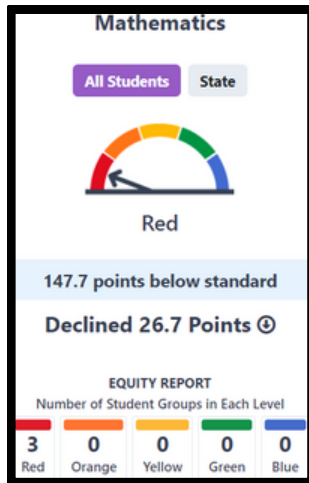 Mathematics
All Students State
Red
147.7 points below standard
Declined 26.7 Points
EQUITY REPORT
Number of Student Groups in Each Level
3 0 0 0 0
Red Orange Yellow Green Blue